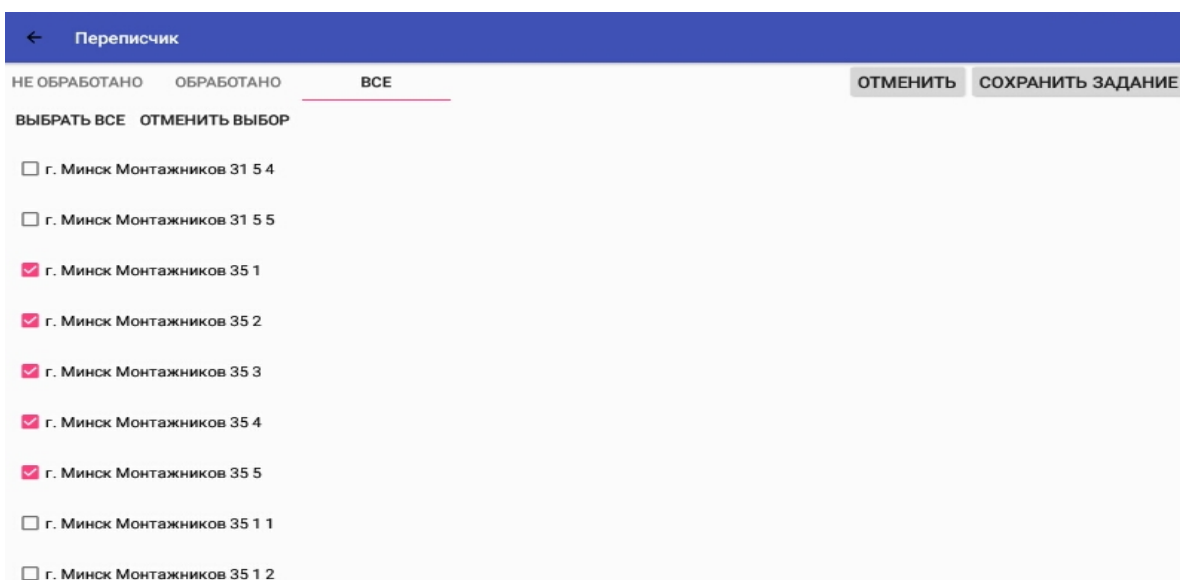 Переписчик
НЕ ОБРАБОТАНО ОБРАБОТАНО ВСЕ ОТМЕНИТЬ СОХРАНИТЬ ЗАДАНИЕ
ВЫБРАТЬ ВСЕ ОТМЕНИТЬ ВЫБОР
г. Минск Монтажников 31 5 4
г. Минск Монтажников 31 5 5
г. Минск Монтажников 35 1
г. Минск Монтажников 35 2
г. Минск Монтажников 35 3
г. Минск Монтажников 35 4
г. Минск Монтажников 35 5
г. Минск Монтажников 35 1 1
г. Минск Монтажников 35 1 2